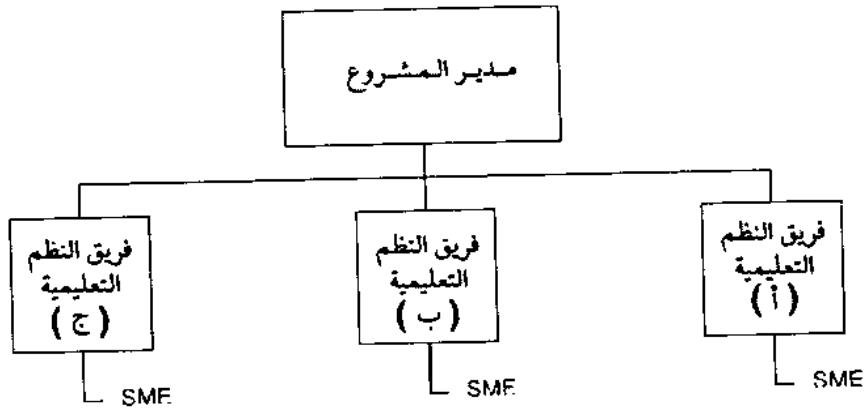 مدير المشروع
فريق النظم
التعليمية
( أ )
فريق النظم
التعليمية
( ب )
فريق النظم
التعليمية
( ج )
SME
SME
SME